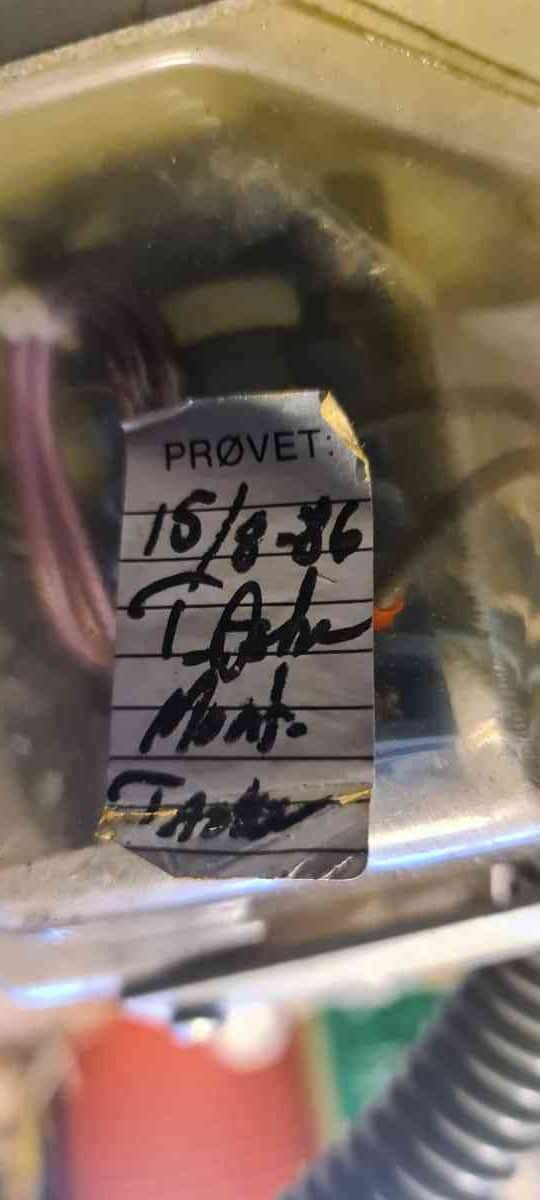 PRØVET:
15/8-86
T.
Mont.
T